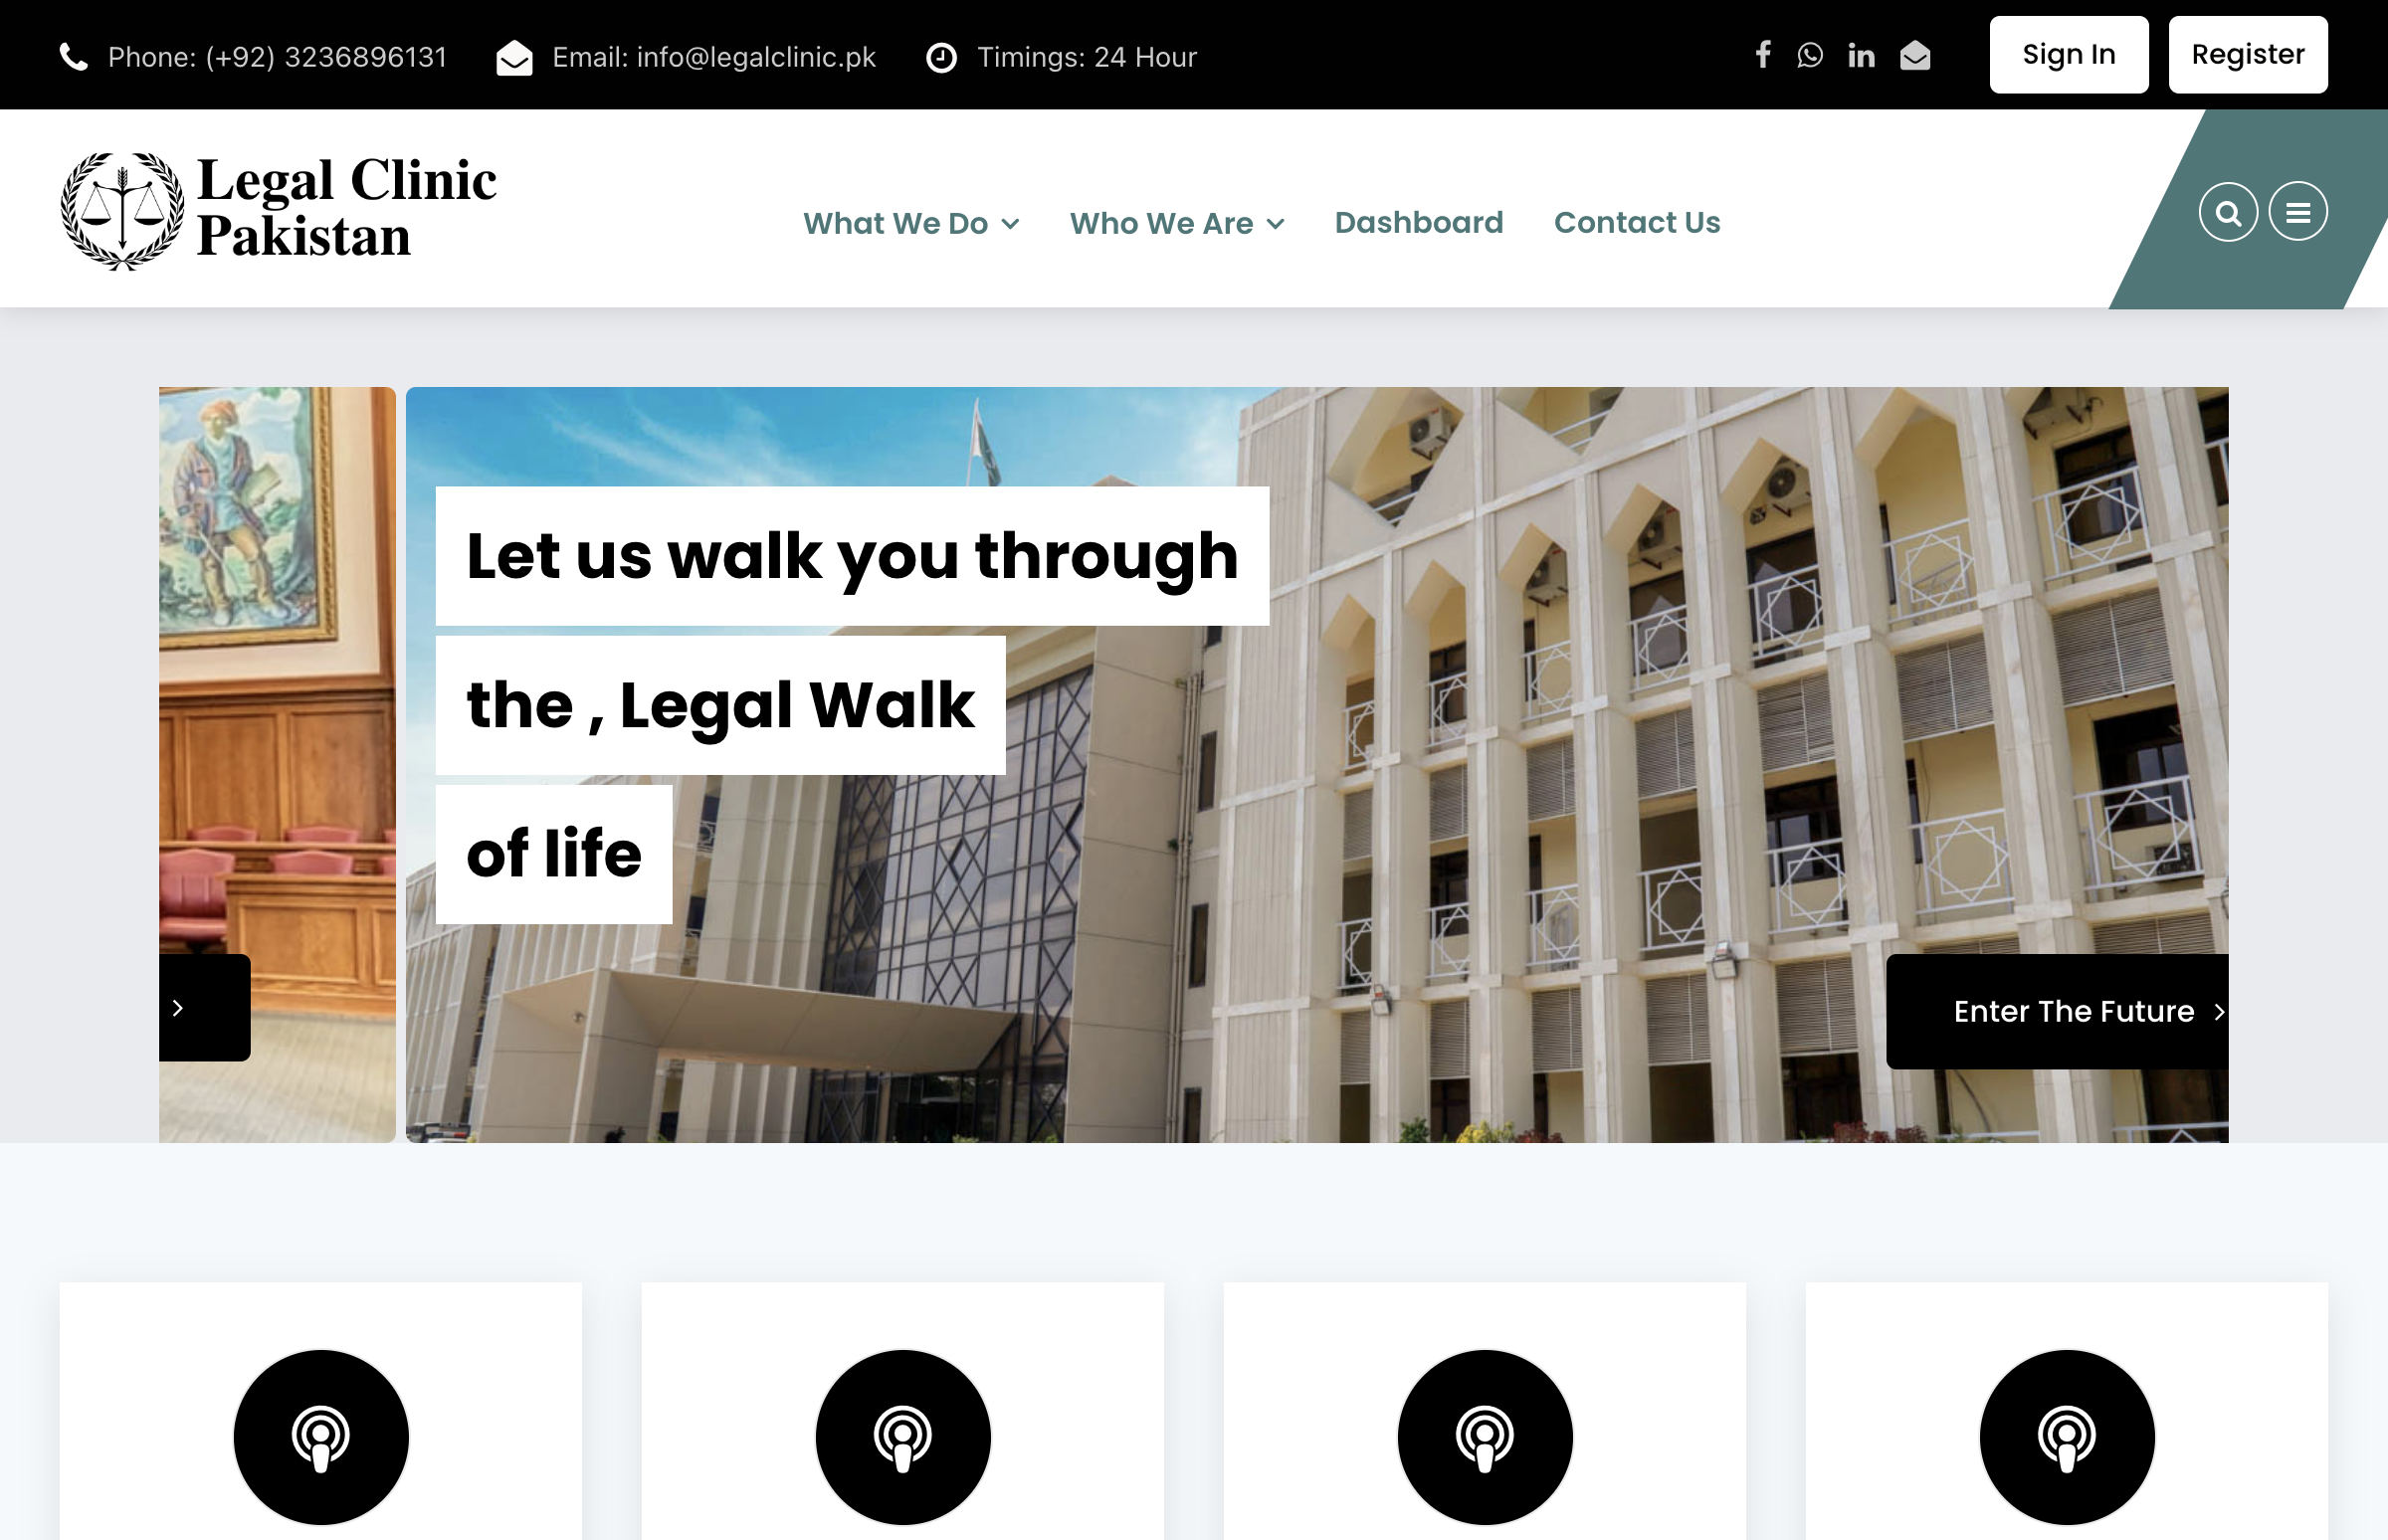 Phone: (+92) 3236896131
Email: info@legalclinic.pk
Timings: 24 Hour
Sign In
Register
Legal Clinic
Pakistan
What We Do
Who We Are
Dashboard
Contact Us
Let us walk you through
the , Legal Walk
of life
Enter The Future